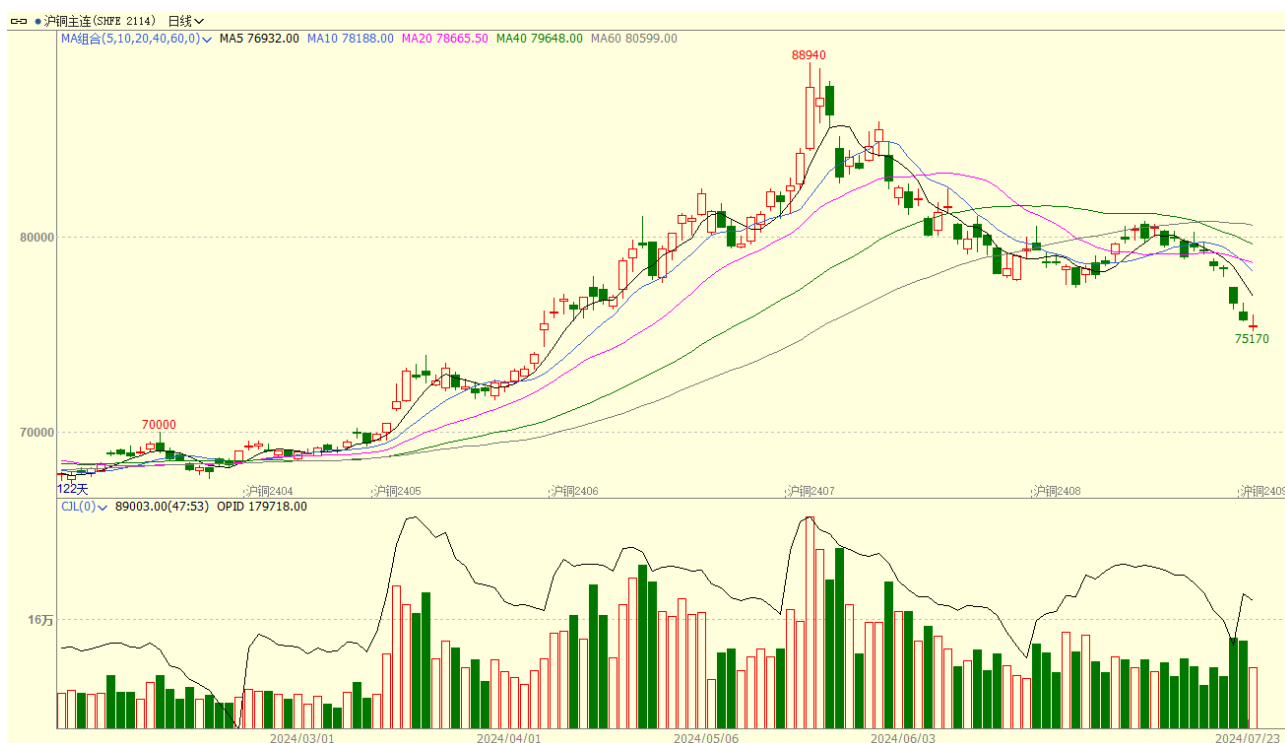 沪铜主连(SHFE 2114) 日线
MA组合(5,10,20,40,60,0) MA5 76932.00 MA10 78188.00 MA20 78665.50 MA40 79648.00 MA60 80599.00
88940
80000
75170
70000
70000
122天
沪铜2404 沪铜2405 沪铜2406 沪铜2407 沪铜2408 沪铜2409
CJL(0) 89003.00(47:53) OPID 179718.00
16万
2024/03/01 2024/04/01 2024/05/06 2024/06/03 2024/07/23